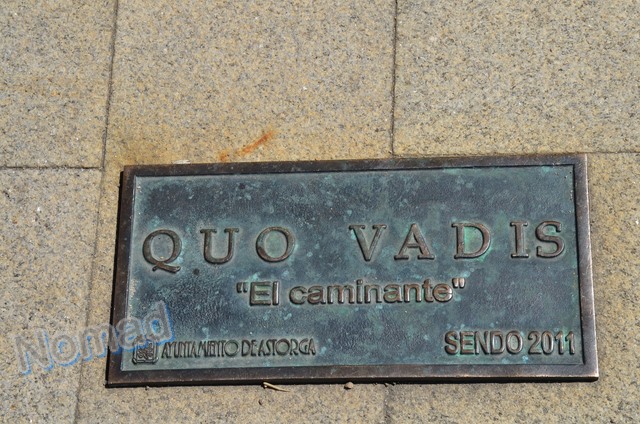 QUO VADIS
"El caminante"
AYUNTAMIENTO DE ASTORGA SENDO 2011
Nomad